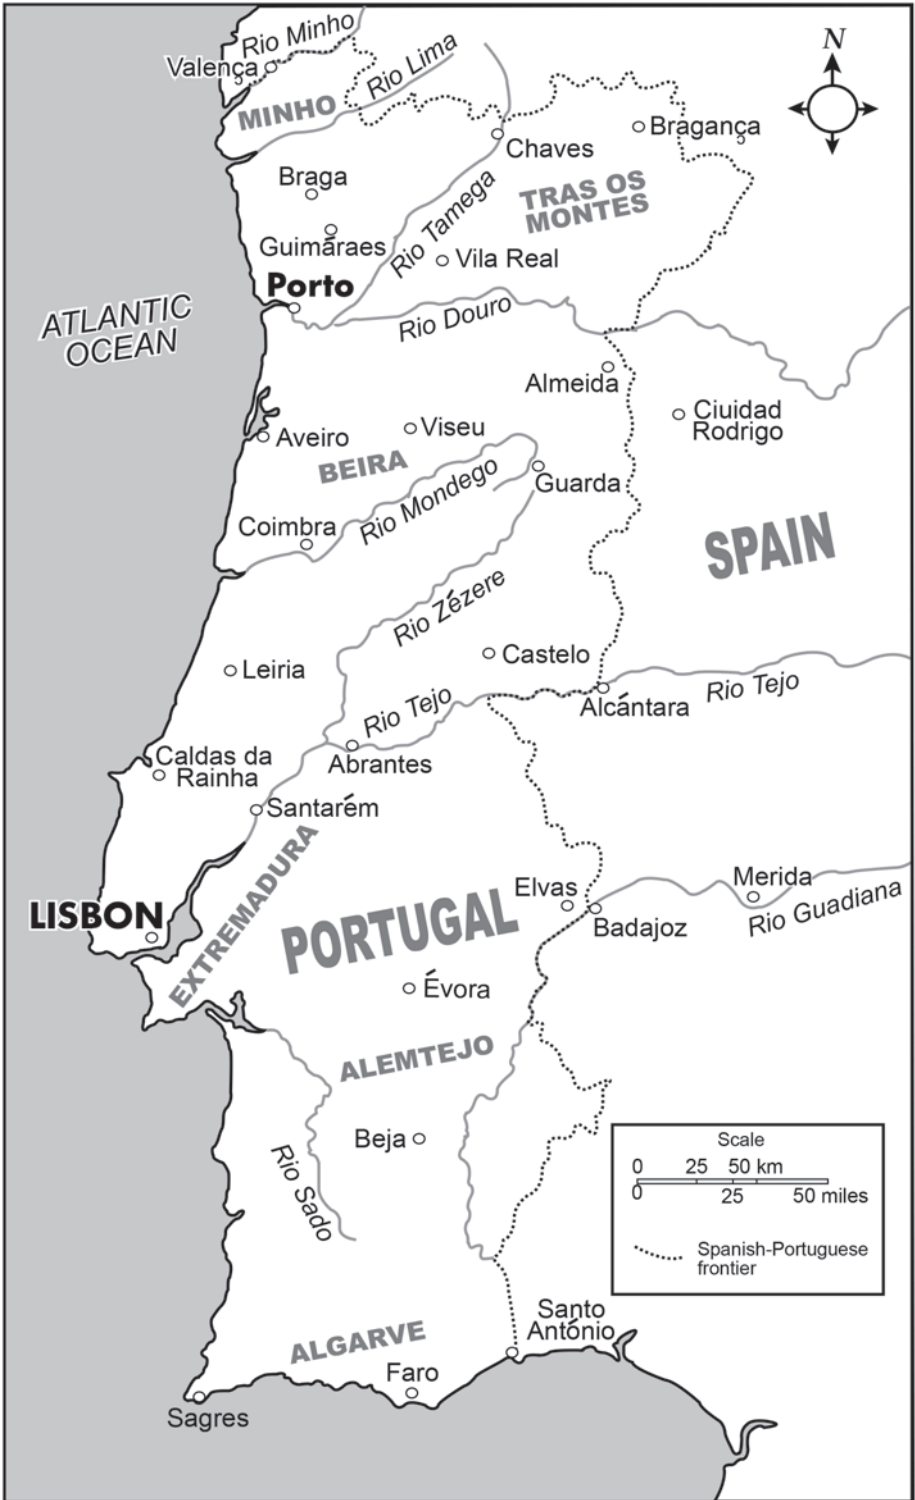 Rio Minho
N
Valença
Rio Lima
MINHO
Bragança
Chaves
Braga
TRAS OS
MONTES
Rio Tamega
Guimáraes
Vila Real
Porto
ATLANTIC
OCEAN
Rio Douro
Almeida
Ciuidad
Rodrigo
Aveiro
Viseu
BEIRA
Rio Mondego
Guarda
Coimbra
SPAIN
Rio Zézere
Castelo
Leiria
Rio Tejo
Alcántara
Rio Tejo
Caldas da
Rainha
Abrantes
Santarém
EXTREMADURA
Elvas
Merida
LISBON
PORTUGAL
Badajoz
Rio Guadiana
Évora
ALEMTEJO
Beja
Rio Sado
Scale
0 25 50 km
0 25 50 miles
Spanish-Portuguese
frontier
Santo
António
ALGARVE
Faro
Sagres